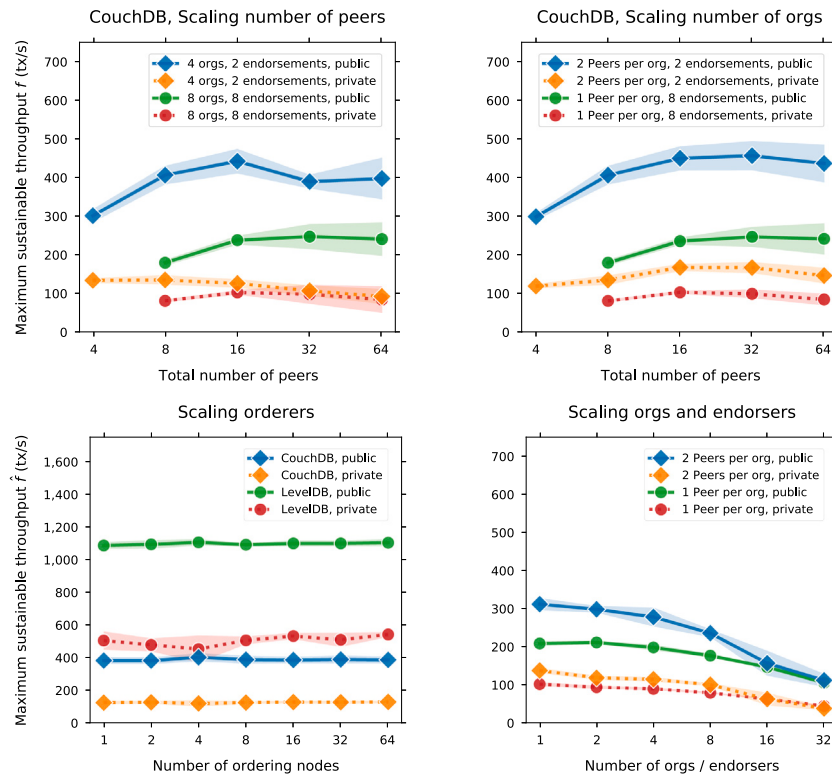 CouchDB, Scaling number of peers
Maximum sustainable throughput f̂ (tx/s)
700
600
500
400
300
200
100
0
4 orgs, 2 endorsements, public
4 orgs, 2 endorsements, private
8 orgs, 8 endorsements, public
8 orgs, 8 endorsements, private
4 8 16 32 64
Total number of peers
CouchDB, Scaling number of orgs
700
600
500
400
300
200
100
0
2 Peers per org, 2 endorsements, public
2 Peers per org, 2 endorsements, private
1 Peer per org, 8 endorsements, public
1 Peer per org, 8 endorsements, private
4 8 16 32 64
Total number of peers
Scaling orderers
Maximum sustainable throughput f̂ (tx/s)
1,600
1,400
1,200
1,000
800
600
400
200
0
CouchDB, public
CouchDB, private
LevelDB, public
LevelDB, private
1 2 4 8 16 32 64
Number of ordering nodes
Scaling orgs and endorsers
700
600
500
400
300
200
100
0
2 Peers per org, public
2 Peers per org, private
1 Peer per org, public
1 Peer per org, private
1 2 4 8 16 32
Number of orgs / endorsers